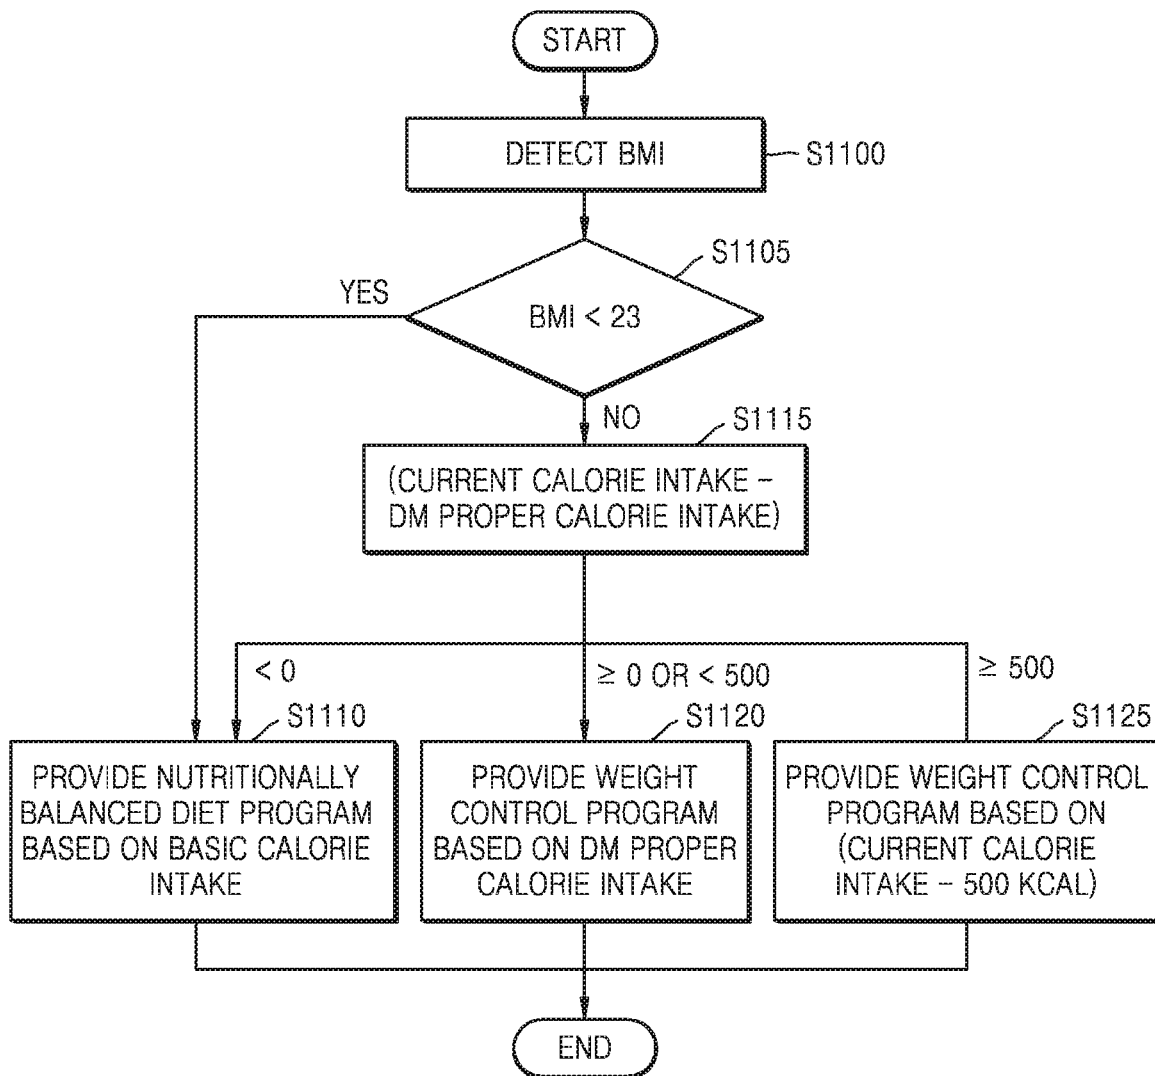 START
DETECT BMI
S1100
S1105
YES
BMI < 23
NO
S1115
(CURRENT CALORIE INTAKE –
DM PROPER CALORIE INTAKE)
< 0
≥ 0 OR < 500
≥ 500
S1110
S1120
S1125
PROVIDE NUTRITIONALLY
BALANCED DIET PROGRAM
BASED ON BASIC CALORIE
INTAKE
PROVIDE WEIGHT
CONTROL PROGRAM
BASED ON DM PROPER
CALORIE INTAKE
PROVIDE WEIGHT CONTROL
PROGRAM BASED ON
(CURRENT CALORIE
INTAKE – 500 KCAL)
END